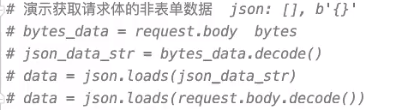 # 演示获取请求体的非表单数据  json: [], b'{}'
# bytes_data = request.body  bytes
# json_data_str = bytes_data.decode()
# data = json.loads(json_data_str)
# data = json.loads(request.body.decode())